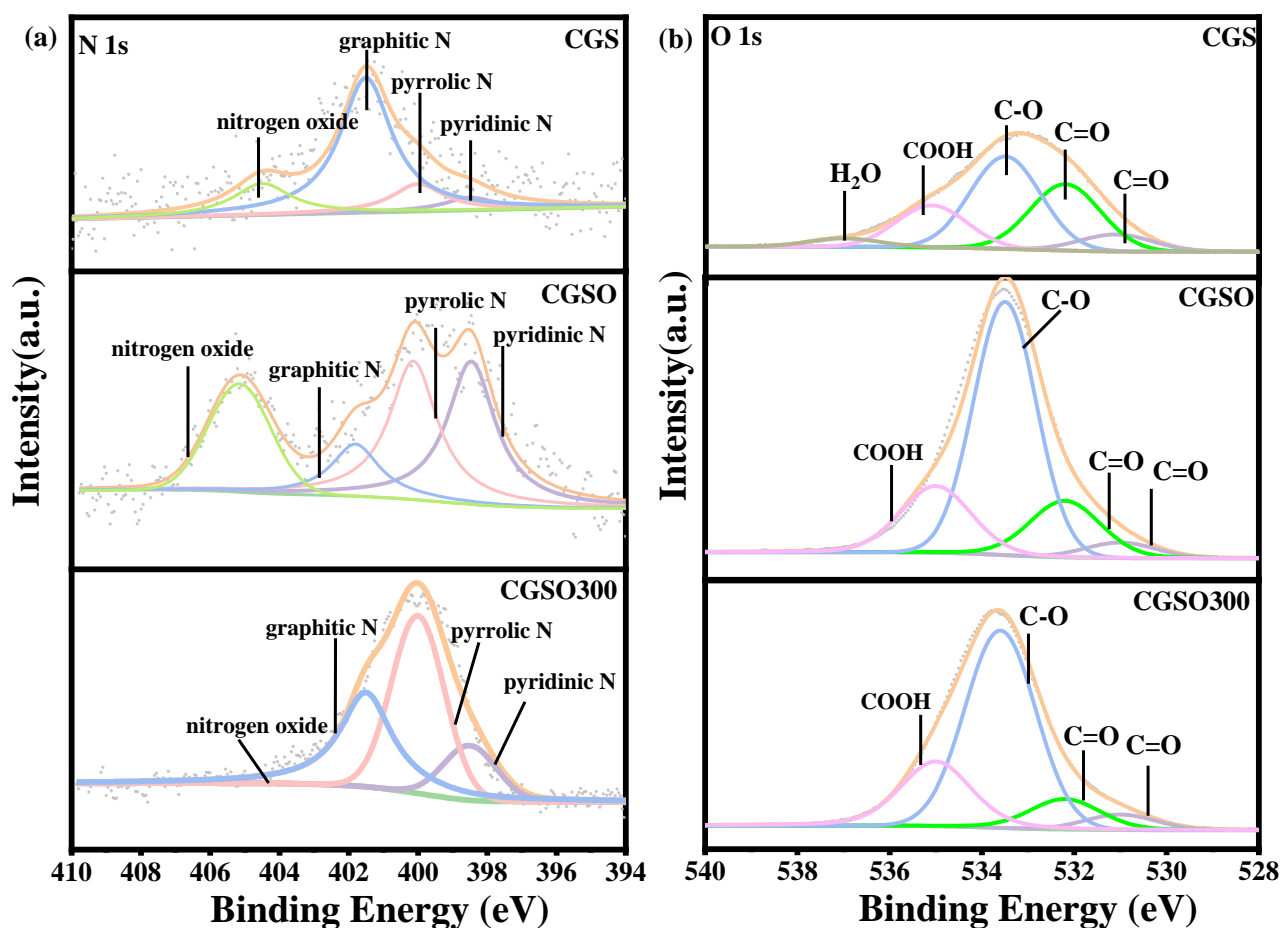 (a)
N 1s
CGS
graphitic N
pyrrolic N
nitrogen oxide
pyridinic N
CGSO
pyrrolic N
nitrogen oxide
pyridinic N
graphitic N
CGSO300
graphitic N
pyrrolic N
pyridinic N
nitrogen oxide
Intensity(a.u.)
410 408 406 404 402 400 398 396 394
Binding Energy (eV)
(b)
O 1s
CGS
C-O
C=O
COOH
H₂O
C=O
CGSO
C-O
COOH
C=O
C=O
CGSO300
C-O
COOH
C=O
C=O
Intensity(a.u.)
540 538 536 534 532 530 528
Binding Energy (eV)